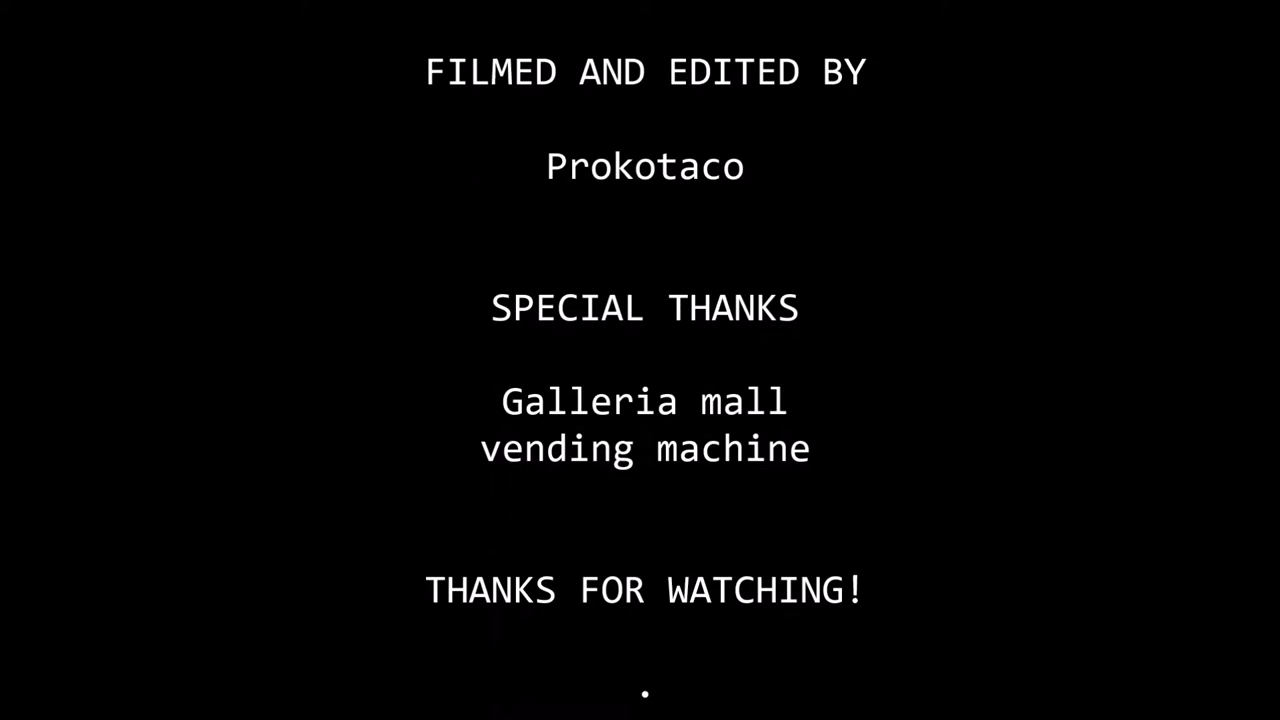 FILMED AND EDITED BY
Prokotaco
SPECIAL THANKS
Galleria mall
vending machine
THANKS FOR WATCHING!
.